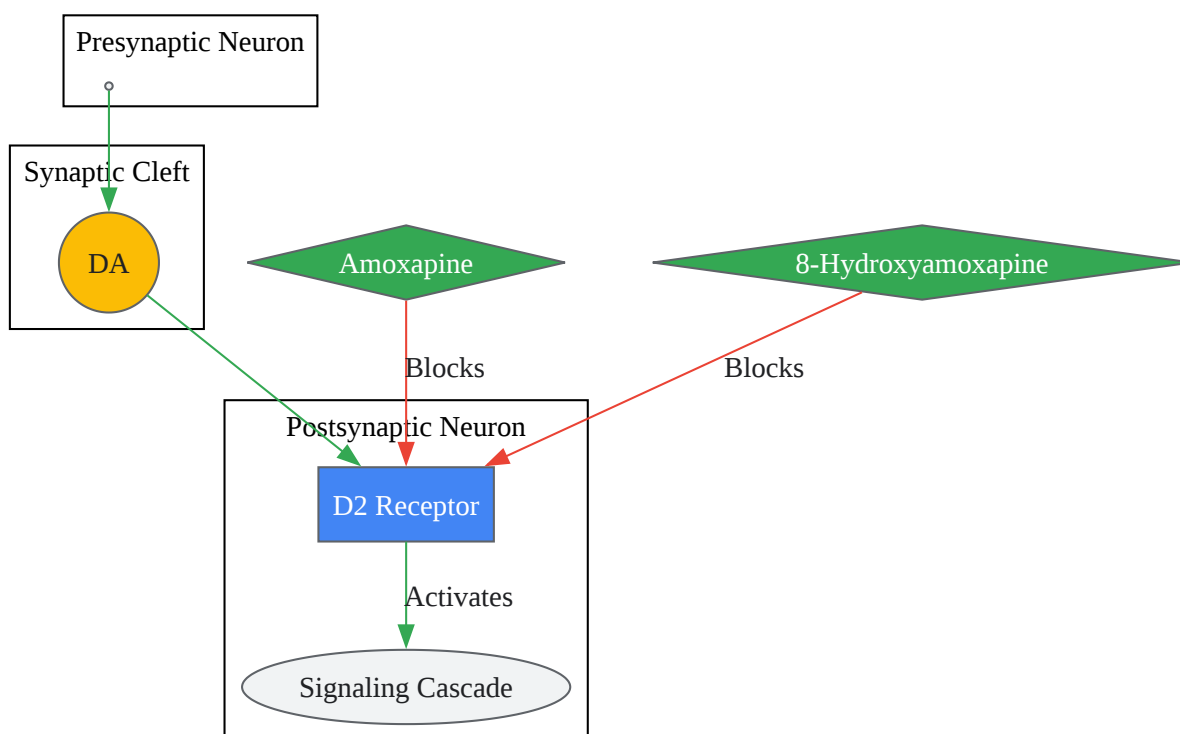 Presynaptic Neuron
Synaptic Cleft
DA
Amoxapine
8-Hydroxyamoxapine
Blocks
Blocks
Postsynaptic Neuron
D2 Receptor
Activates
Signaling Cascade